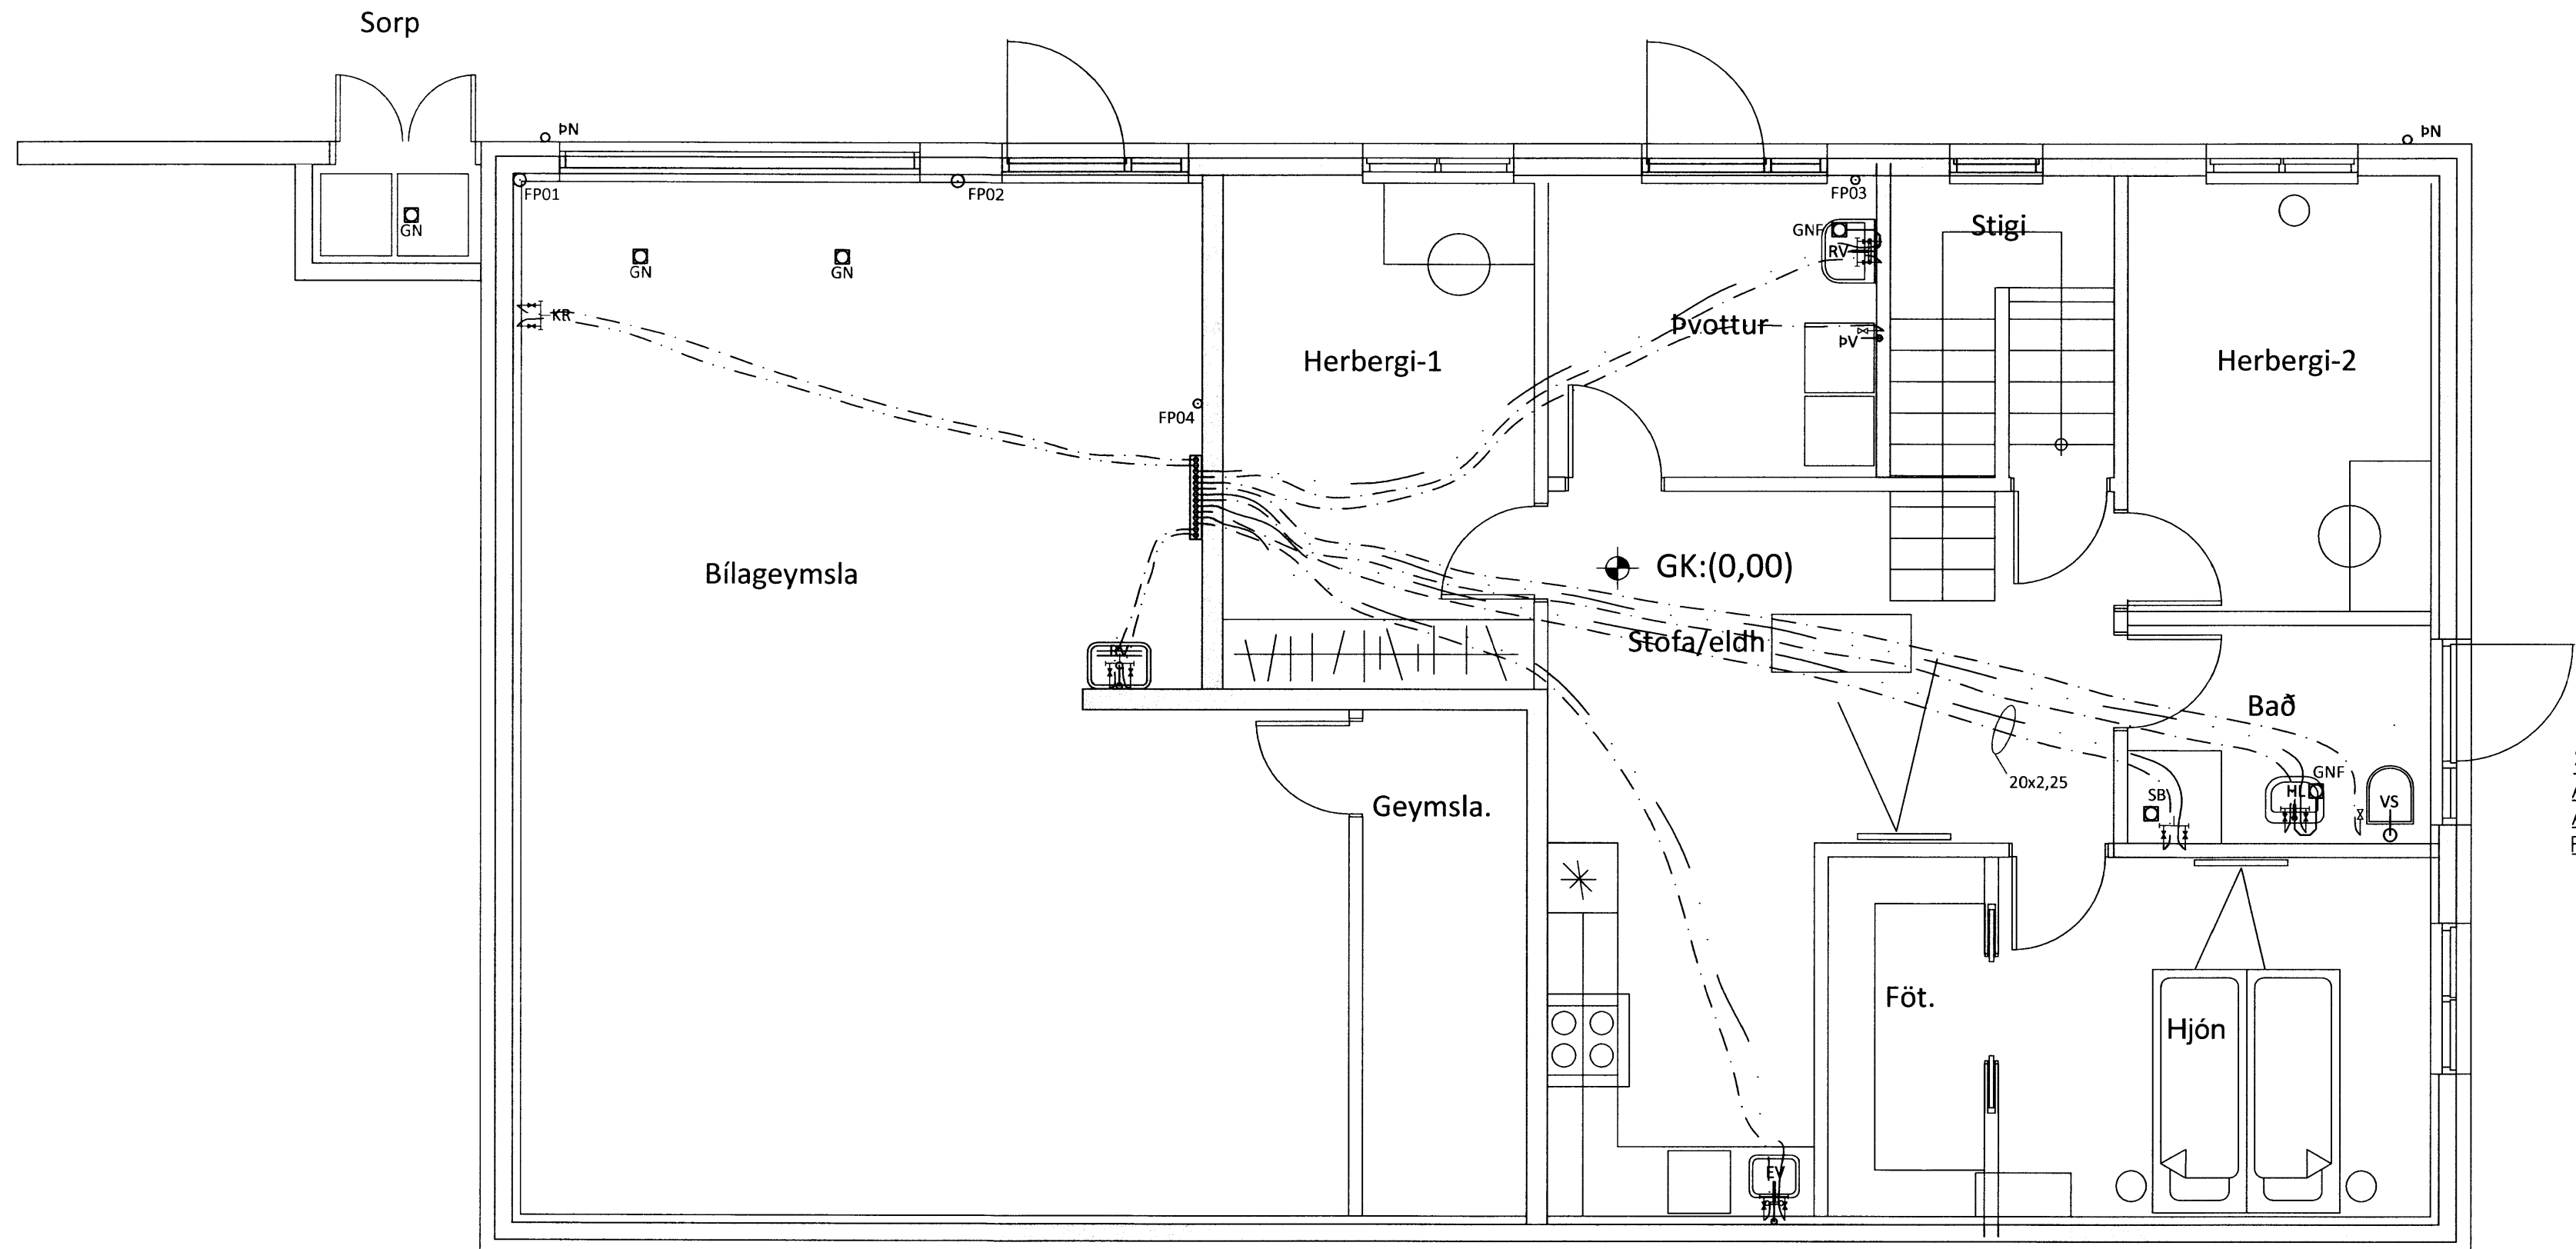 Sorp
ÞN
ÞN
FP01
FP02
FP03
GN
GN
GN
GNF
RV
Stigi
KR
Þvottur
ÞV
Herbergi-1
Herbergi-2
FP04
Bílageymsla
GK:(0,00)
Stofa/eldh
RV
Bað
20x2,25
GNF
SB
HL
VS
Geymsla.
Föt.
Hjón
EV